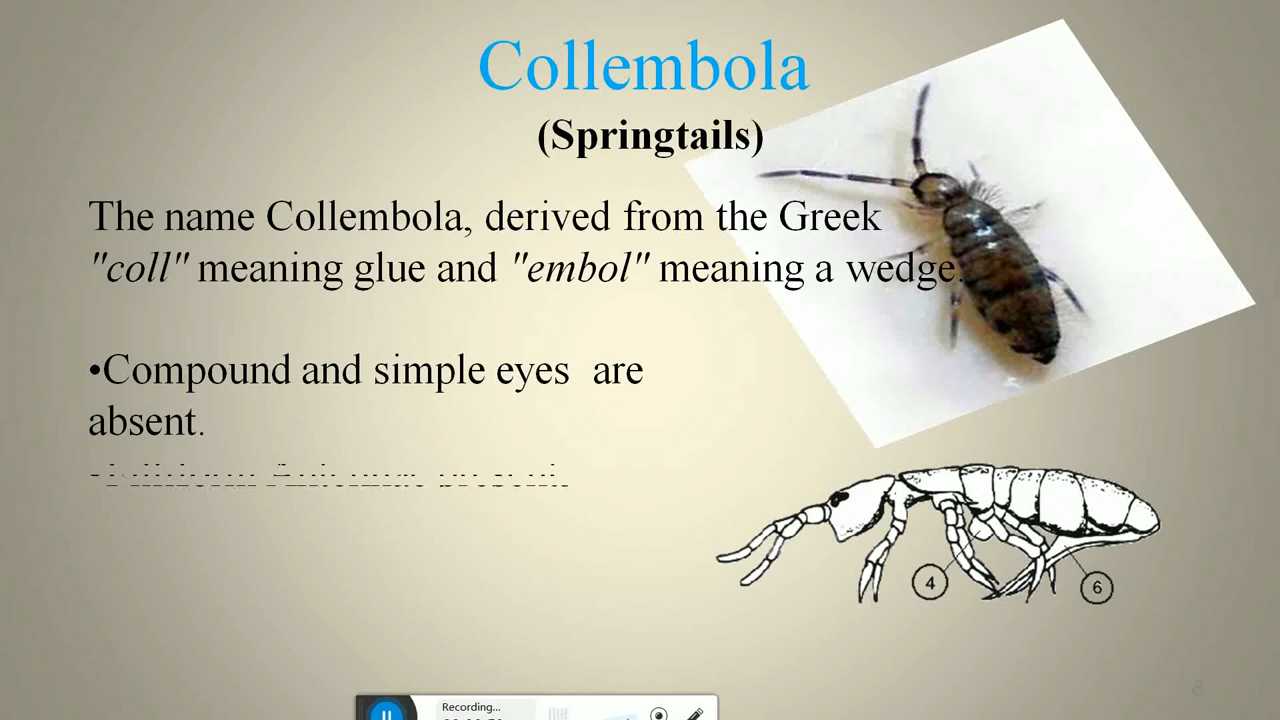 Collembola
(Springtails)
The name Collembola, derived from the Greek
"coll" meaning glue and "embol" meaning a wedge.
•Compound and simple eyes  are
absent.
4
6
Recording...